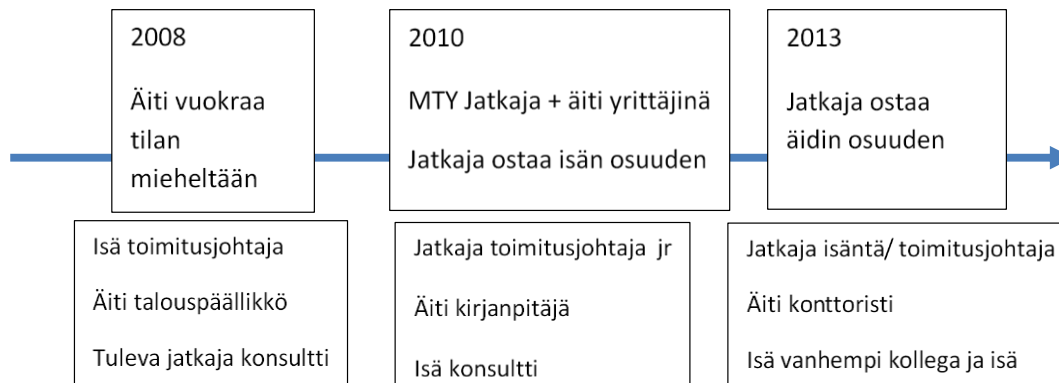 2008
Äiti vuokraa
tilan
mieheltään
2010
MTY Jatkaja + äiti yrittäjinä
Jatkaja ostaa isän osuuden
2013
Jatkaja ostaa
äidin osuuden
Isä toimitusjohtaja
Äiti talouspäällikkö
Tuleva jatkaja konsultti
Jatkaja toimitusjohtaja jr
Äiti kirjanpitäjä
Isä konsultti
Jatkaja isäntä/ toimitusjohtaja
Äiti konttoristi
Isä vanhempi kollega ja isä